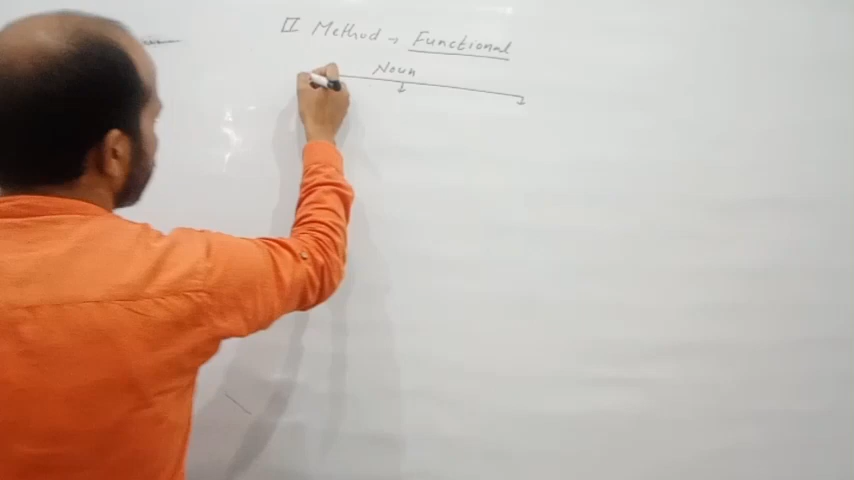 II Method → Functional
Noun